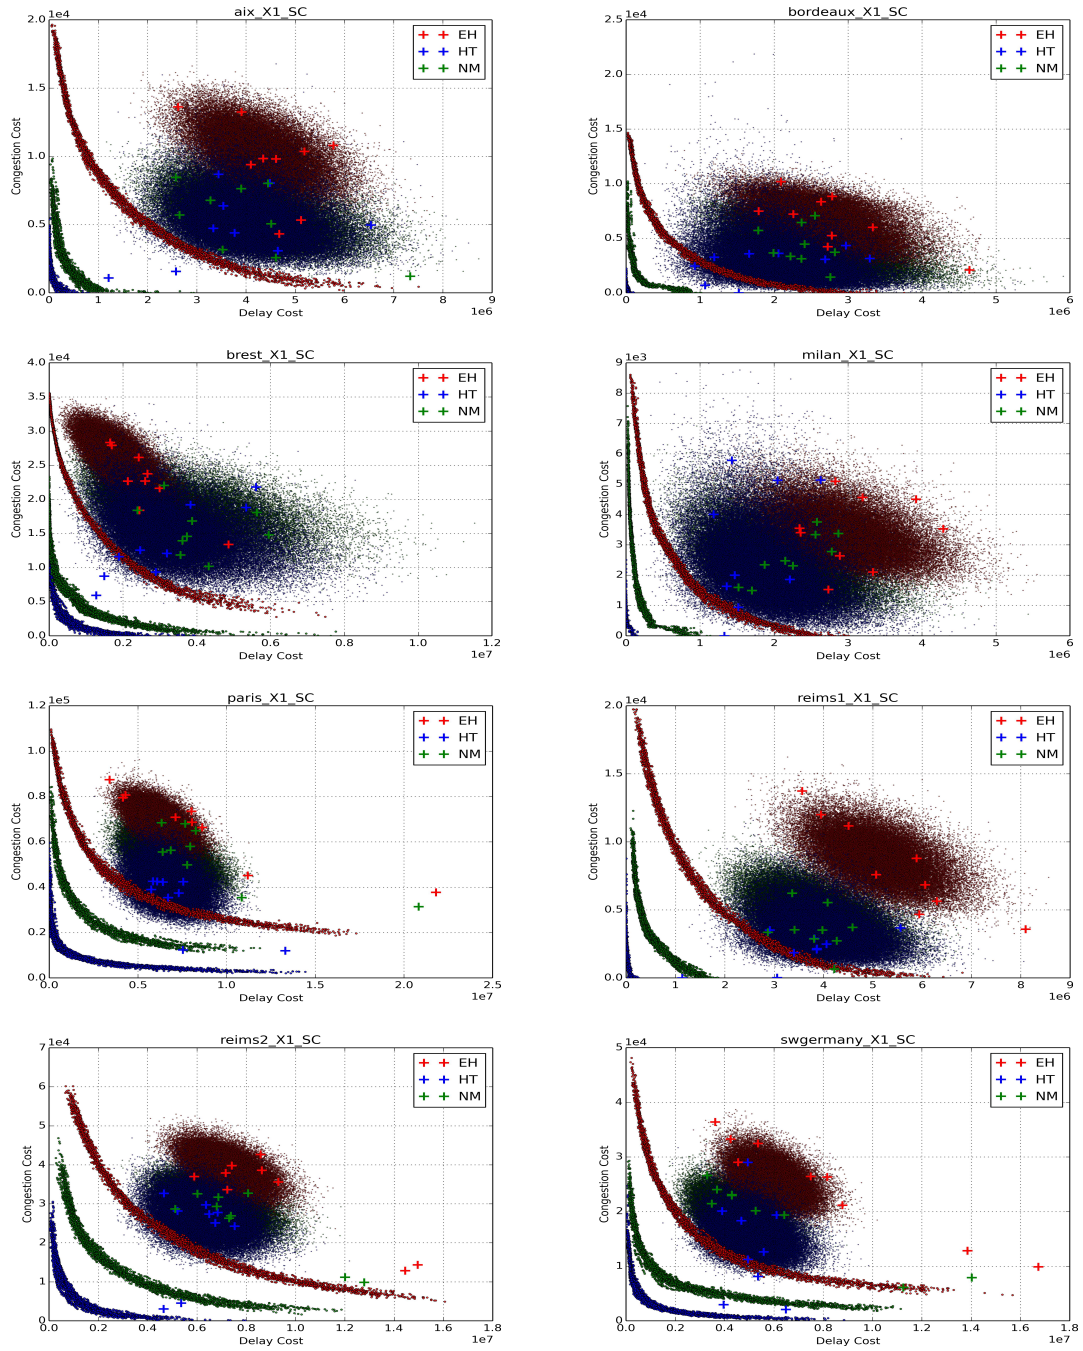 aix_X1_SC
1e4
2.0
1.5
1.0
0.5
0.0
Congestion Cost
EH
HT
NM
0 1 2 3 4 5 6 7 8 9
Delay Cost
1e6
bordeaux_X1_SC
1e4
2.5
2.0
1.5
1.0
0.5
0.0
Congestion Cost
EH
HT
NM
0 1 2 3 4 5 6
Delay Cost
1e6
brest_X1_SC
1e4
4.0
3.5
3.0
2.5
2.0
1.5
1.0
0.5
0.0
Congestion Cost
EH
HT
NM
0.0 0.2 0.4 0.6 0.8 1.0 1.2
Delay Cost
1e7
milan_X1_SC
1e3
9
8
7
6
5
4
3
2
1
0
Congestion Cost
EH
HT
NM
0 1 2 3 4 5 6
Delay Cost
1e6
paris_X1_SC
1e5
1.2
1.0
0.8
0.6
0.4
0.2
0.0
Congestion Cost
EH
HT
NM
0.0 0.5 1.0 1.5 2.0 2.5
Delay Cost
1e7
reims1_X1_SC
1e4
2.0
1.5
1.0
0.5
0.0
Congestion Cost
EH
HT
NM
0 1 2 3 4 5 6 7 8 9
Delay Cost
1e6
reims2_X1_SC
1e4
7
6
5
4
3
2
1
0
Congestion Cost
EH
HT
NM
0.0 0.2 0.4 0.6 0.8 1.0 1.2 1.4 1.6 1.8
Delay Cost
1e7
swgermany_X1_SC
1e4
5
4
3
2
1
0
Congestion Cost
EH
HT
NM
0.0 0.2 0.4 0.6 0.8 1.0 1.2 1.4 1.6 1.8
Delay Cost
1e7